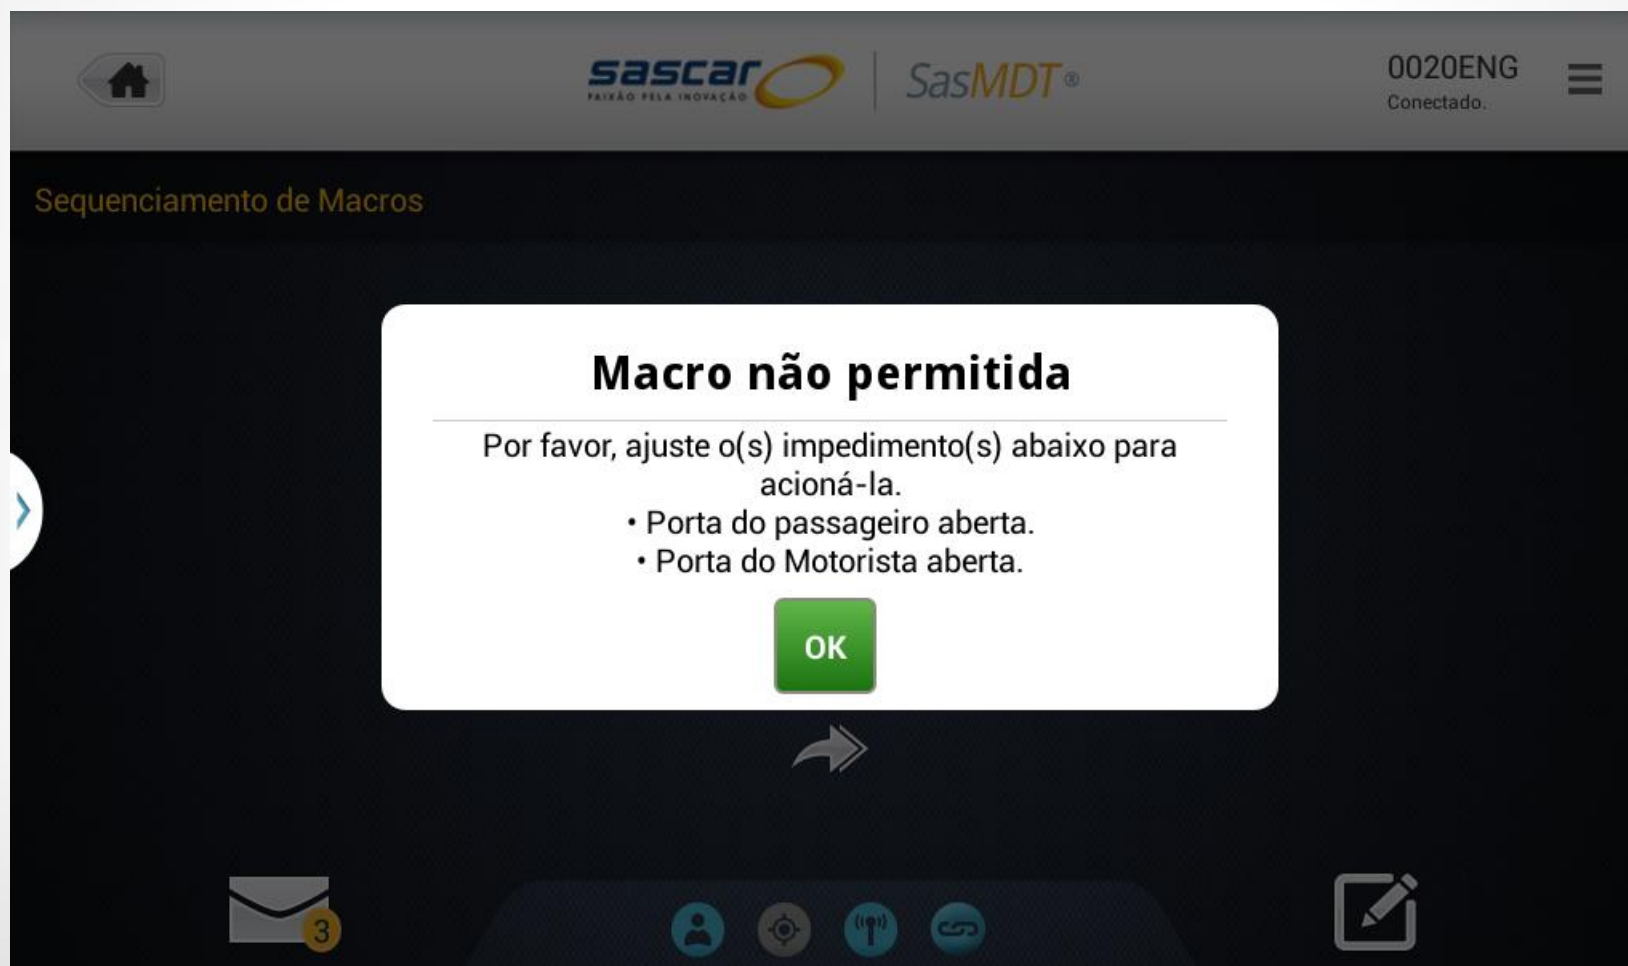 sascar
PAIXÃO PELA INOVAÇÃO
SasMDT®
0020ENG
Conectado.
Sequenciamento de Macros
Macro não permitida
Por favor, ajuste o(s) impedimento(s) abaixo para
acioná-la.
• Porta do passageiro aberta.
• Porta do Motorista aberta.
OK
3